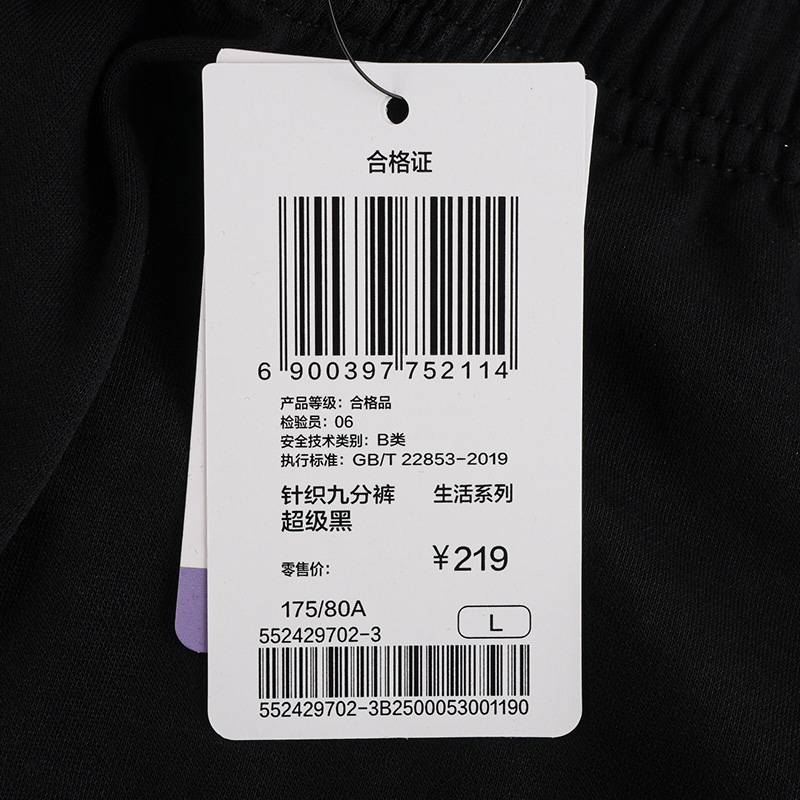 合格证
6 900397 752114
产品等级：合格品
检验员：06
安全技术类别：B类
执行标准：GB/T 22853-2019
针织九分裤 生活系列
超级黑
零售价： ¥219
175/80A L
552429702-3
552429702-3B2500053001190